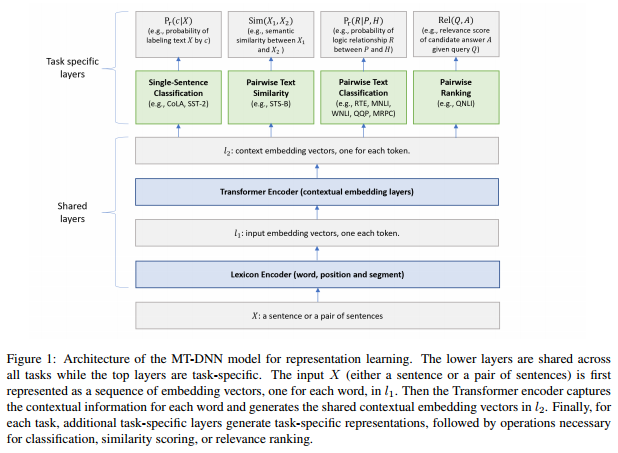 P_r(c|X)
(e.g., probability of
labeling text X by c)
Sim(X_1, X_2)
(e.g., semantic
similarity between X_1
and X_2 )
P_r(R|P, H)
(e.g., probability of
logic relationship R
between P and H)
Rel(Q, A)
(e.g., relevance score
of candidate answer A
given query Q)
Task specific
layers
Single-Sentence
Classification
(e.g., CoLA, SST-2)
Pairwise Text
Similarity
(e.g., STS-B)
Pairwise Text
Classification
(e.g., RTE, MNLI,
WNLI, QQP, MRPC)
Pairwise
Ranking
(e.g., QNLI)
l_2: context embedding vectors, one for each token.
Transformer Encoder (contextual embedding layers)
Shared
layers
l_1: input embedding vectors, one each token.
Lexicon Encoder (word, position and segment)
X: a sentence or a pair of sentences
Figure 1: Architecture of the MT-DNN model for representation learning. The lower layers are shared across
all tasks while the top layers are task-specific. The input X (either a sentence or a pair of sentences) is first
represented as a sequence of embedding vectors, one for each word, in l_1. Then the Transformer encoder captures
the contextual information for each word and generates the shared contextual embedding vectors in l_2. Finally, for
each task, additional task-specific layers generate task-specific representations, followed by operations necessary
for classification, similarity scoring, or relevance ranking.